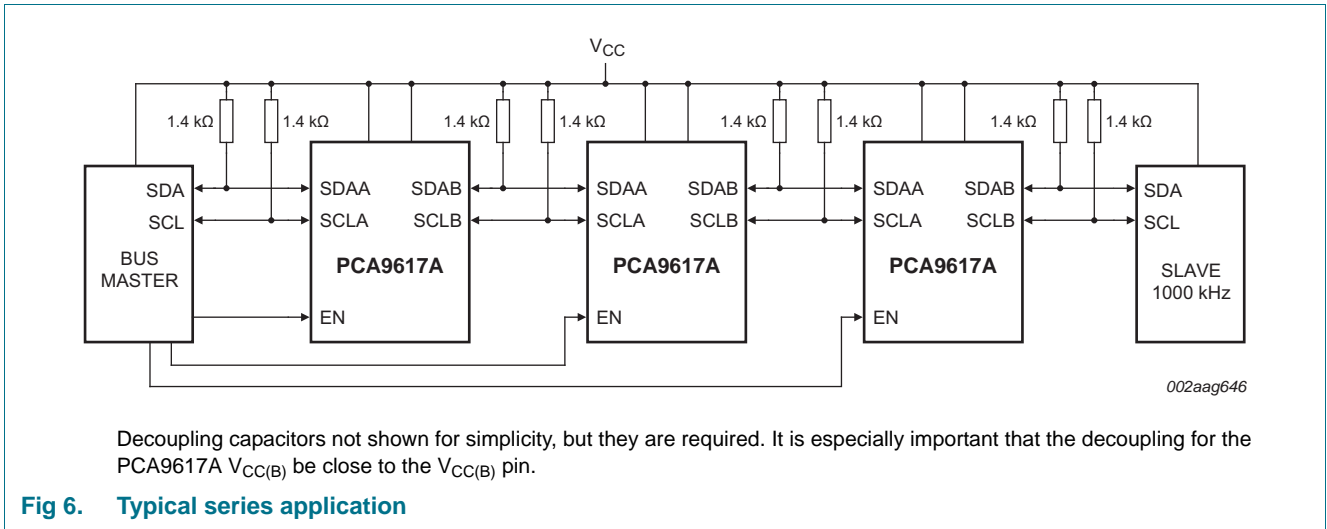 VCC
1.4 kΩ 1.4 kΩ 1.4 kΩ 1.4 kΩ 1.4 kΩ 1.4 kΩ 1.4 kΩ 1.4 kΩ
SDA SDAA SDAB SDAA SDAB SDAA SDAB SDA
SCL SCLA SCLB SCLA SCLB SCLA SCLB SCL
BUS
MASTER
PCA9617A PCA9617A PCA9617A
SLAVE
1000 kHz
EN EN EN
002aag646
Decoupling capacitors not shown for simplicity, but they are required. It is especially important that the decoupling for the
PCA9617A VCC(B) be close to the VCC(B) pin.
Fig 6. Typical series application